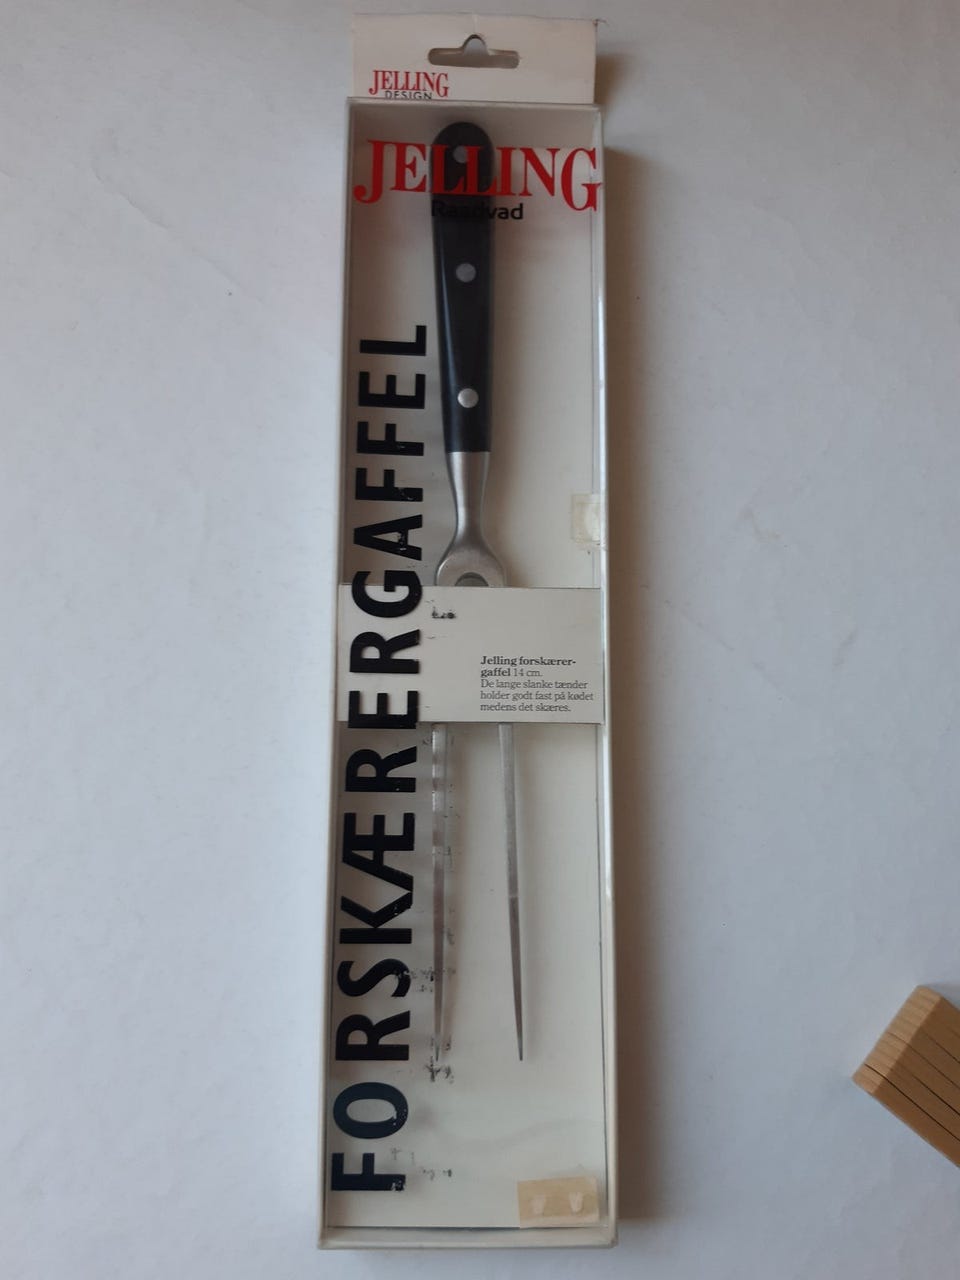 JELLING
DESIGN
JELLING
Raadvad
FORSKÆRERGAFFEL
Jelling forskærer-
gaffel 14 cm.
De lange slanke tænder
holder godt fast på kødet
medens det skæres.